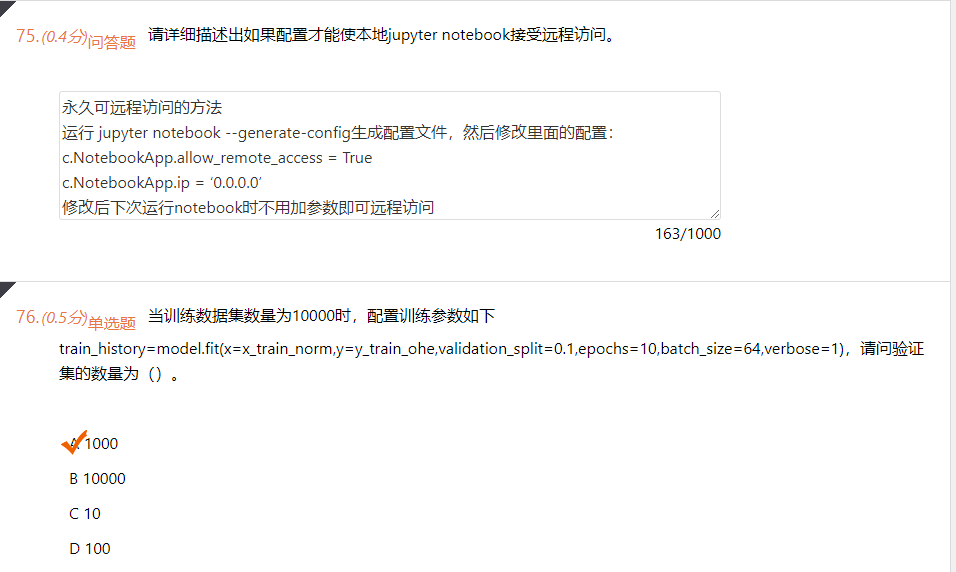 75.(0.4分)问答题 请详细描述出如果配置才能使本地jupyter notebook接受远程访问。
永久可远程访问的方法
运行 jupyter notebook --generate-config生成配置文件，然后修改里面的配置：
c.NotebookApp.allow_remote_access = True
c.NotebookApp.ip = ‘0.0.0.0’
修改后下次运行notebook时不用加参数即可远程访问
163/1000
76.(0.5分)单选题 当训练数据集数量为10000时，配置训练参数如下
train_history=model.fit(x=x_train_norm,y=y_train_ohe,validation_split=0.1,epochs=10,batch_size=64,verbose=1)，请问验证
集的数量为（）。
A 1000
B 10000
C 10
D 100